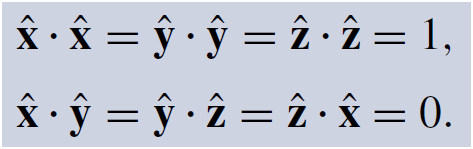 x̂ · x̂ = ŷ · ŷ = ẑ · ẑ = 1,
x̂ · ŷ = ŷ · ẑ = ẑ · x̂ = 0.